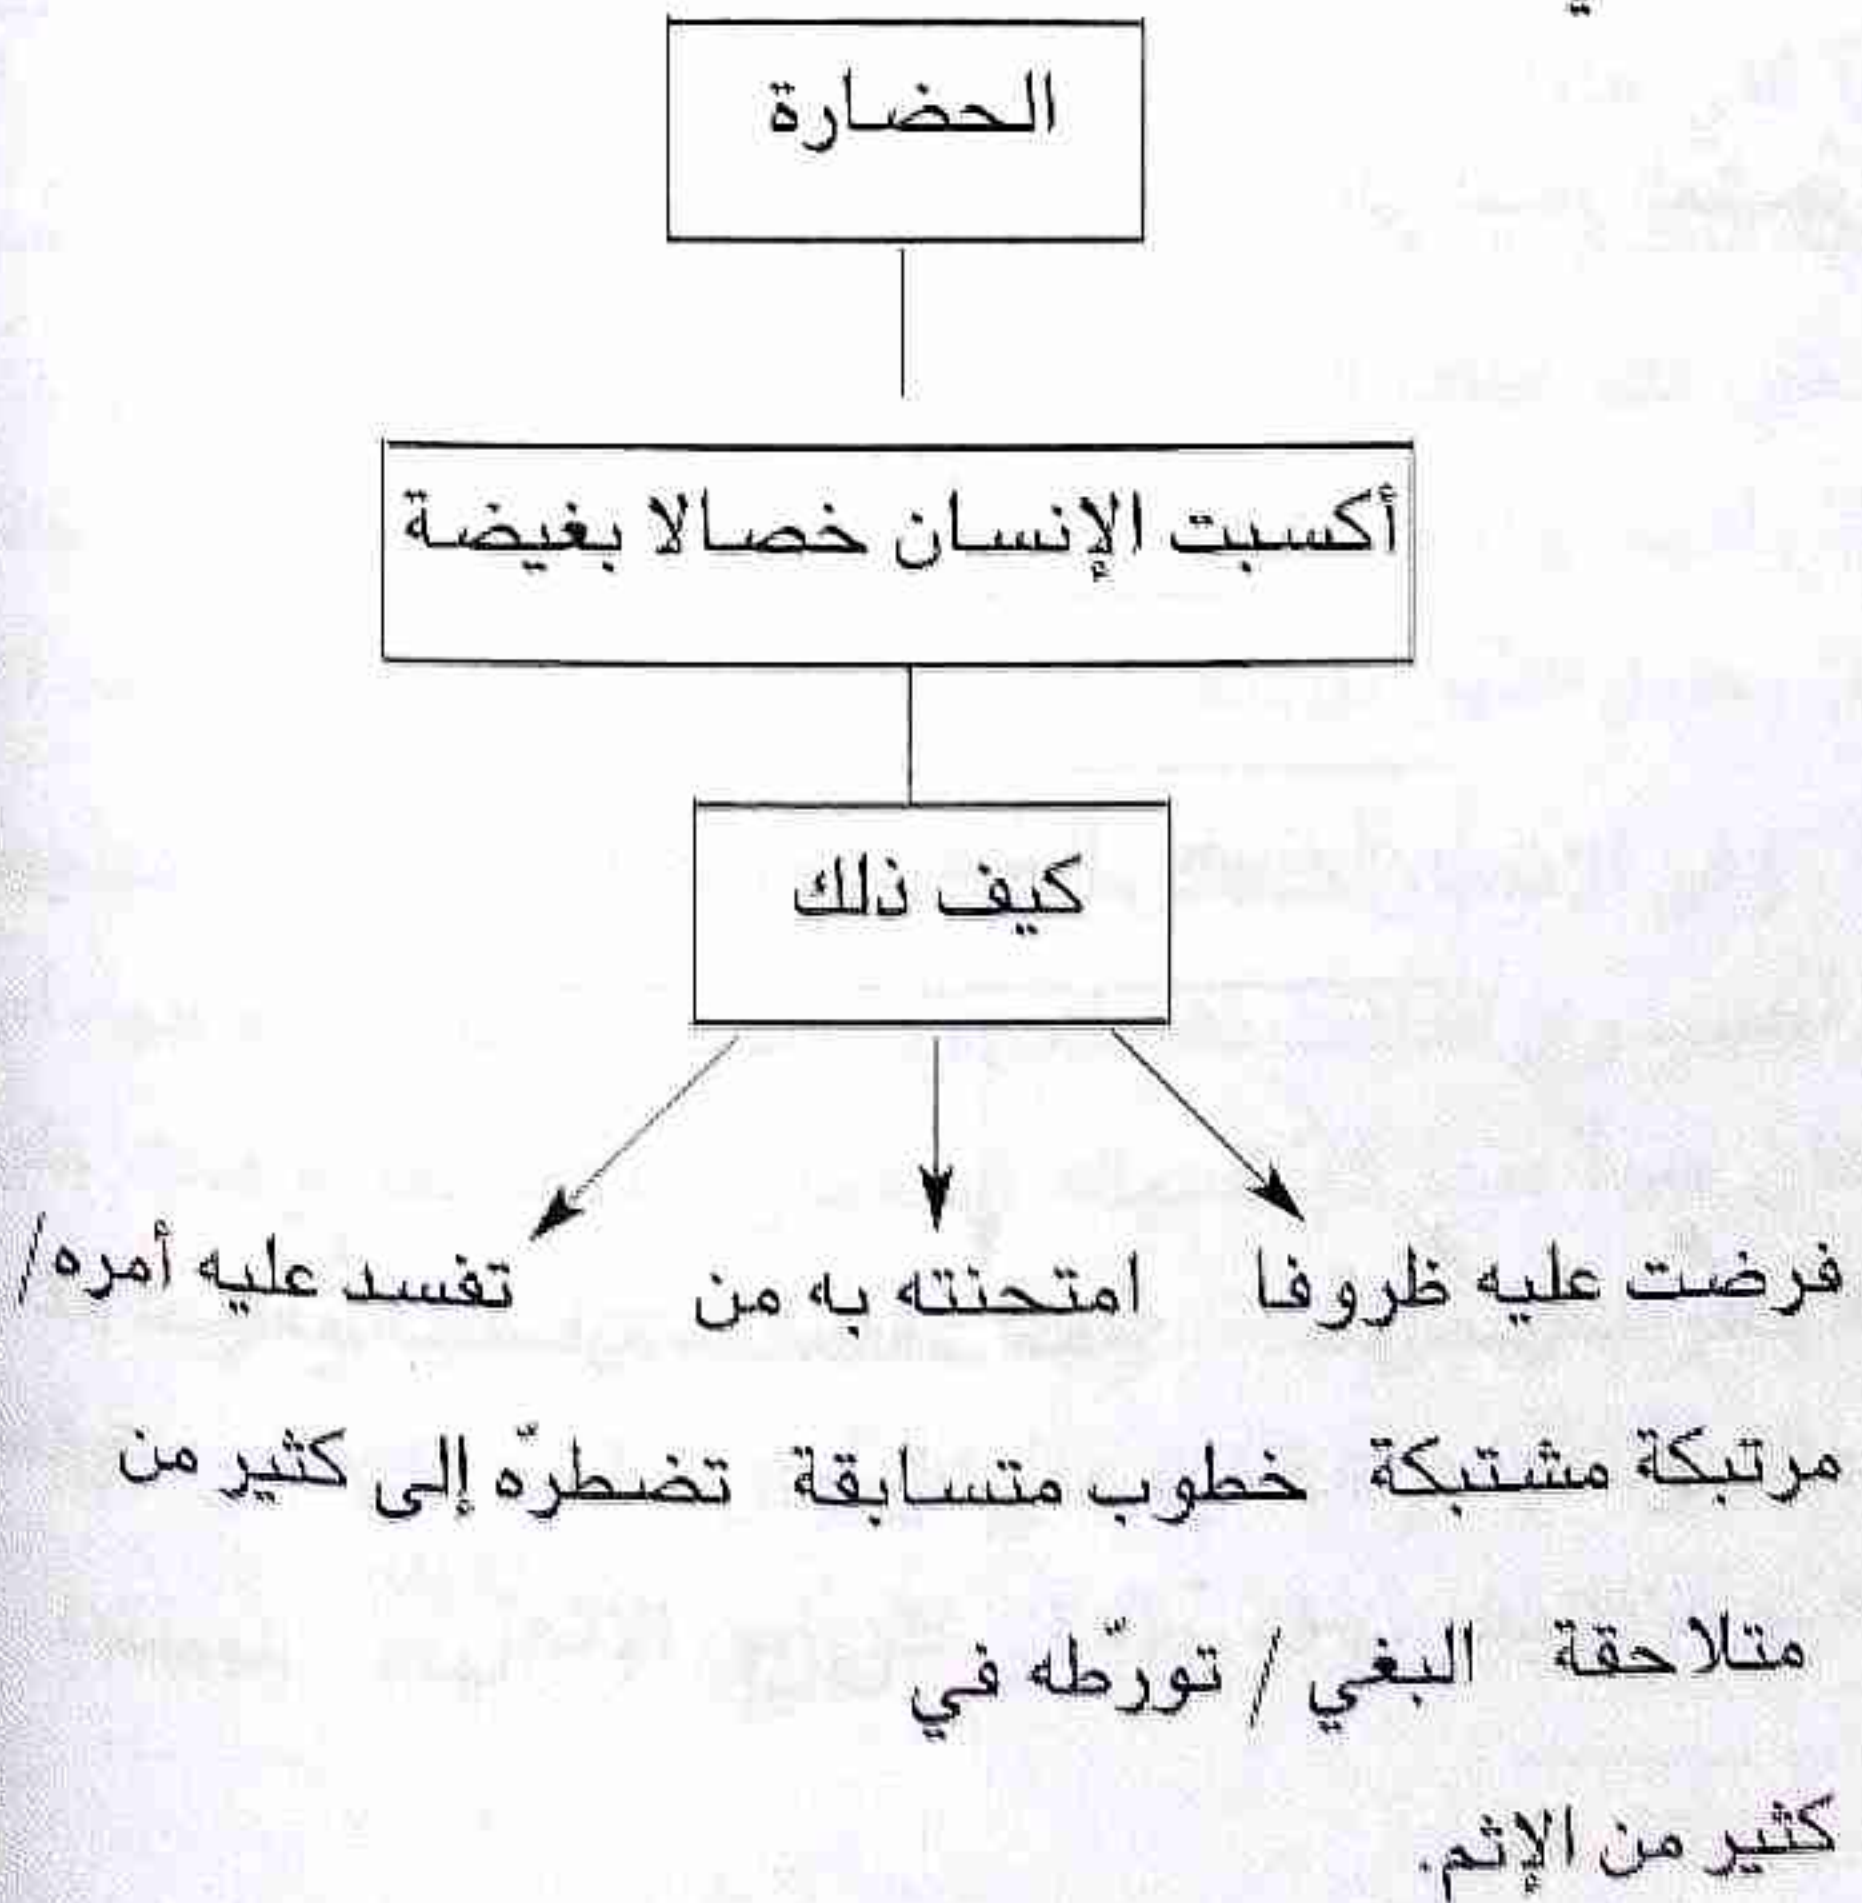 الحضارة
أكسبت الإنسان خصالا بغيضة
كيف ذلك
فرضت عليه ظروفا امتحنته به من تفسد عليه أمره/
مرتبكة مشتبكة خطوب متسابقة تضطرّه إلى كثير من
متلاحقة البغي / تورّطه في
كثير من الإثم.